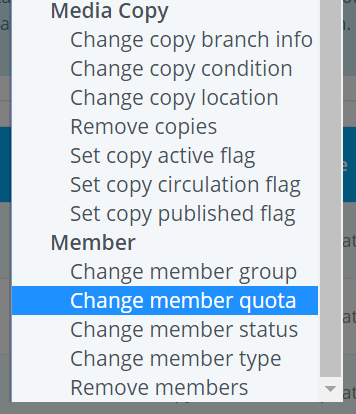 Media Copy
Change copy branch info
Change copy condition
Change copy location
Remove copies
Set copy active flag
Set copy circulation flag
Set copy published flag
Member
Change member group
Change member quota
Change member status
Change member type
Remove members